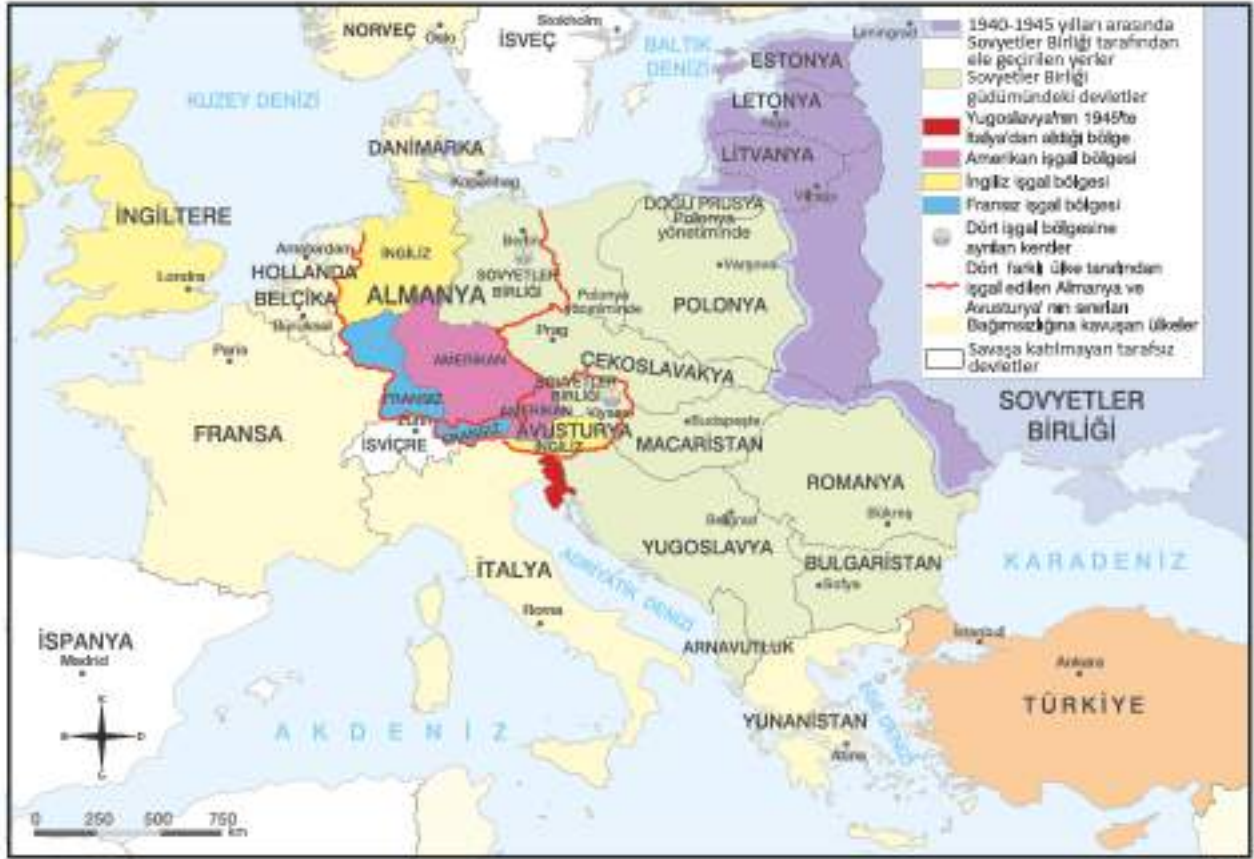 NORVEÇ
Oslo
Stokholm
İSVEÇ
BALTIK
DENİZİ
ESTONYA
Leningrad
KUZEY DENİZİ
LETONYA
Riga
DANİMARKA
Kopenhag
LİTVANYA
Vilnius
1940-1945 yılları arasında
Sovyetler Birliği tarafından
ele geçirilen yerler
Sovyetler Birliği
güdümündeki devletler
Yugoslavya'nın 1945'te
İtalya'dan aldığı bölge
Amerikan işgal bölgesi
İngiliz işgal bölgesi
Fransız işgal bölgesi
Dört işgal bölgesine
ayrılan kentler
Dört farklı ülke tarafından
işgal edilen Almanya ve
Avusturya' nın sınırları
Bağımsızlığına kavuşan ülkeler
Savaşa katılmayan tarafsız
devletler
İNGİLTERE
Londra
Amsterdam
HOLLANDA
BELÇİKA
Brüksel
İNGİLİZ
ALMANYA
Berlin
SOVYETLER
BİRLİĞİ
DOĞU PRUSYA
Polonya
yönetiminde
Varşova
Polonya
yönetiminde
POLONYA
Prag
ÇEKOSLAVAKYA
Paris
FRANSA
AMERİKAN
FRANSIZ
SOVYETLER
BİRLİĞİ
AMERİKAN
Viyana
AVUSTURYA
FRANSIZ
İNGİLİZ
İSVİÇRE
Budapeşte
MACARİSTAN
SOVYETLER
BİRLİĞİ
ROMANYA
Bükreş
Belgrad
YUGOSLAVYA
BULGARİSTAN
Sofya
KARADENİZ
İTALYA
Roma
ADRİYATİK DENİZİ
ARNAVUTLUK
İSPANYA
Madrid
İstanbul
Ankara
TÜRKİYE
YUNANİSTAN
Atina
EGE DENİZİ
AKDENİZ
K
B
D
G
0 250 500 750
km